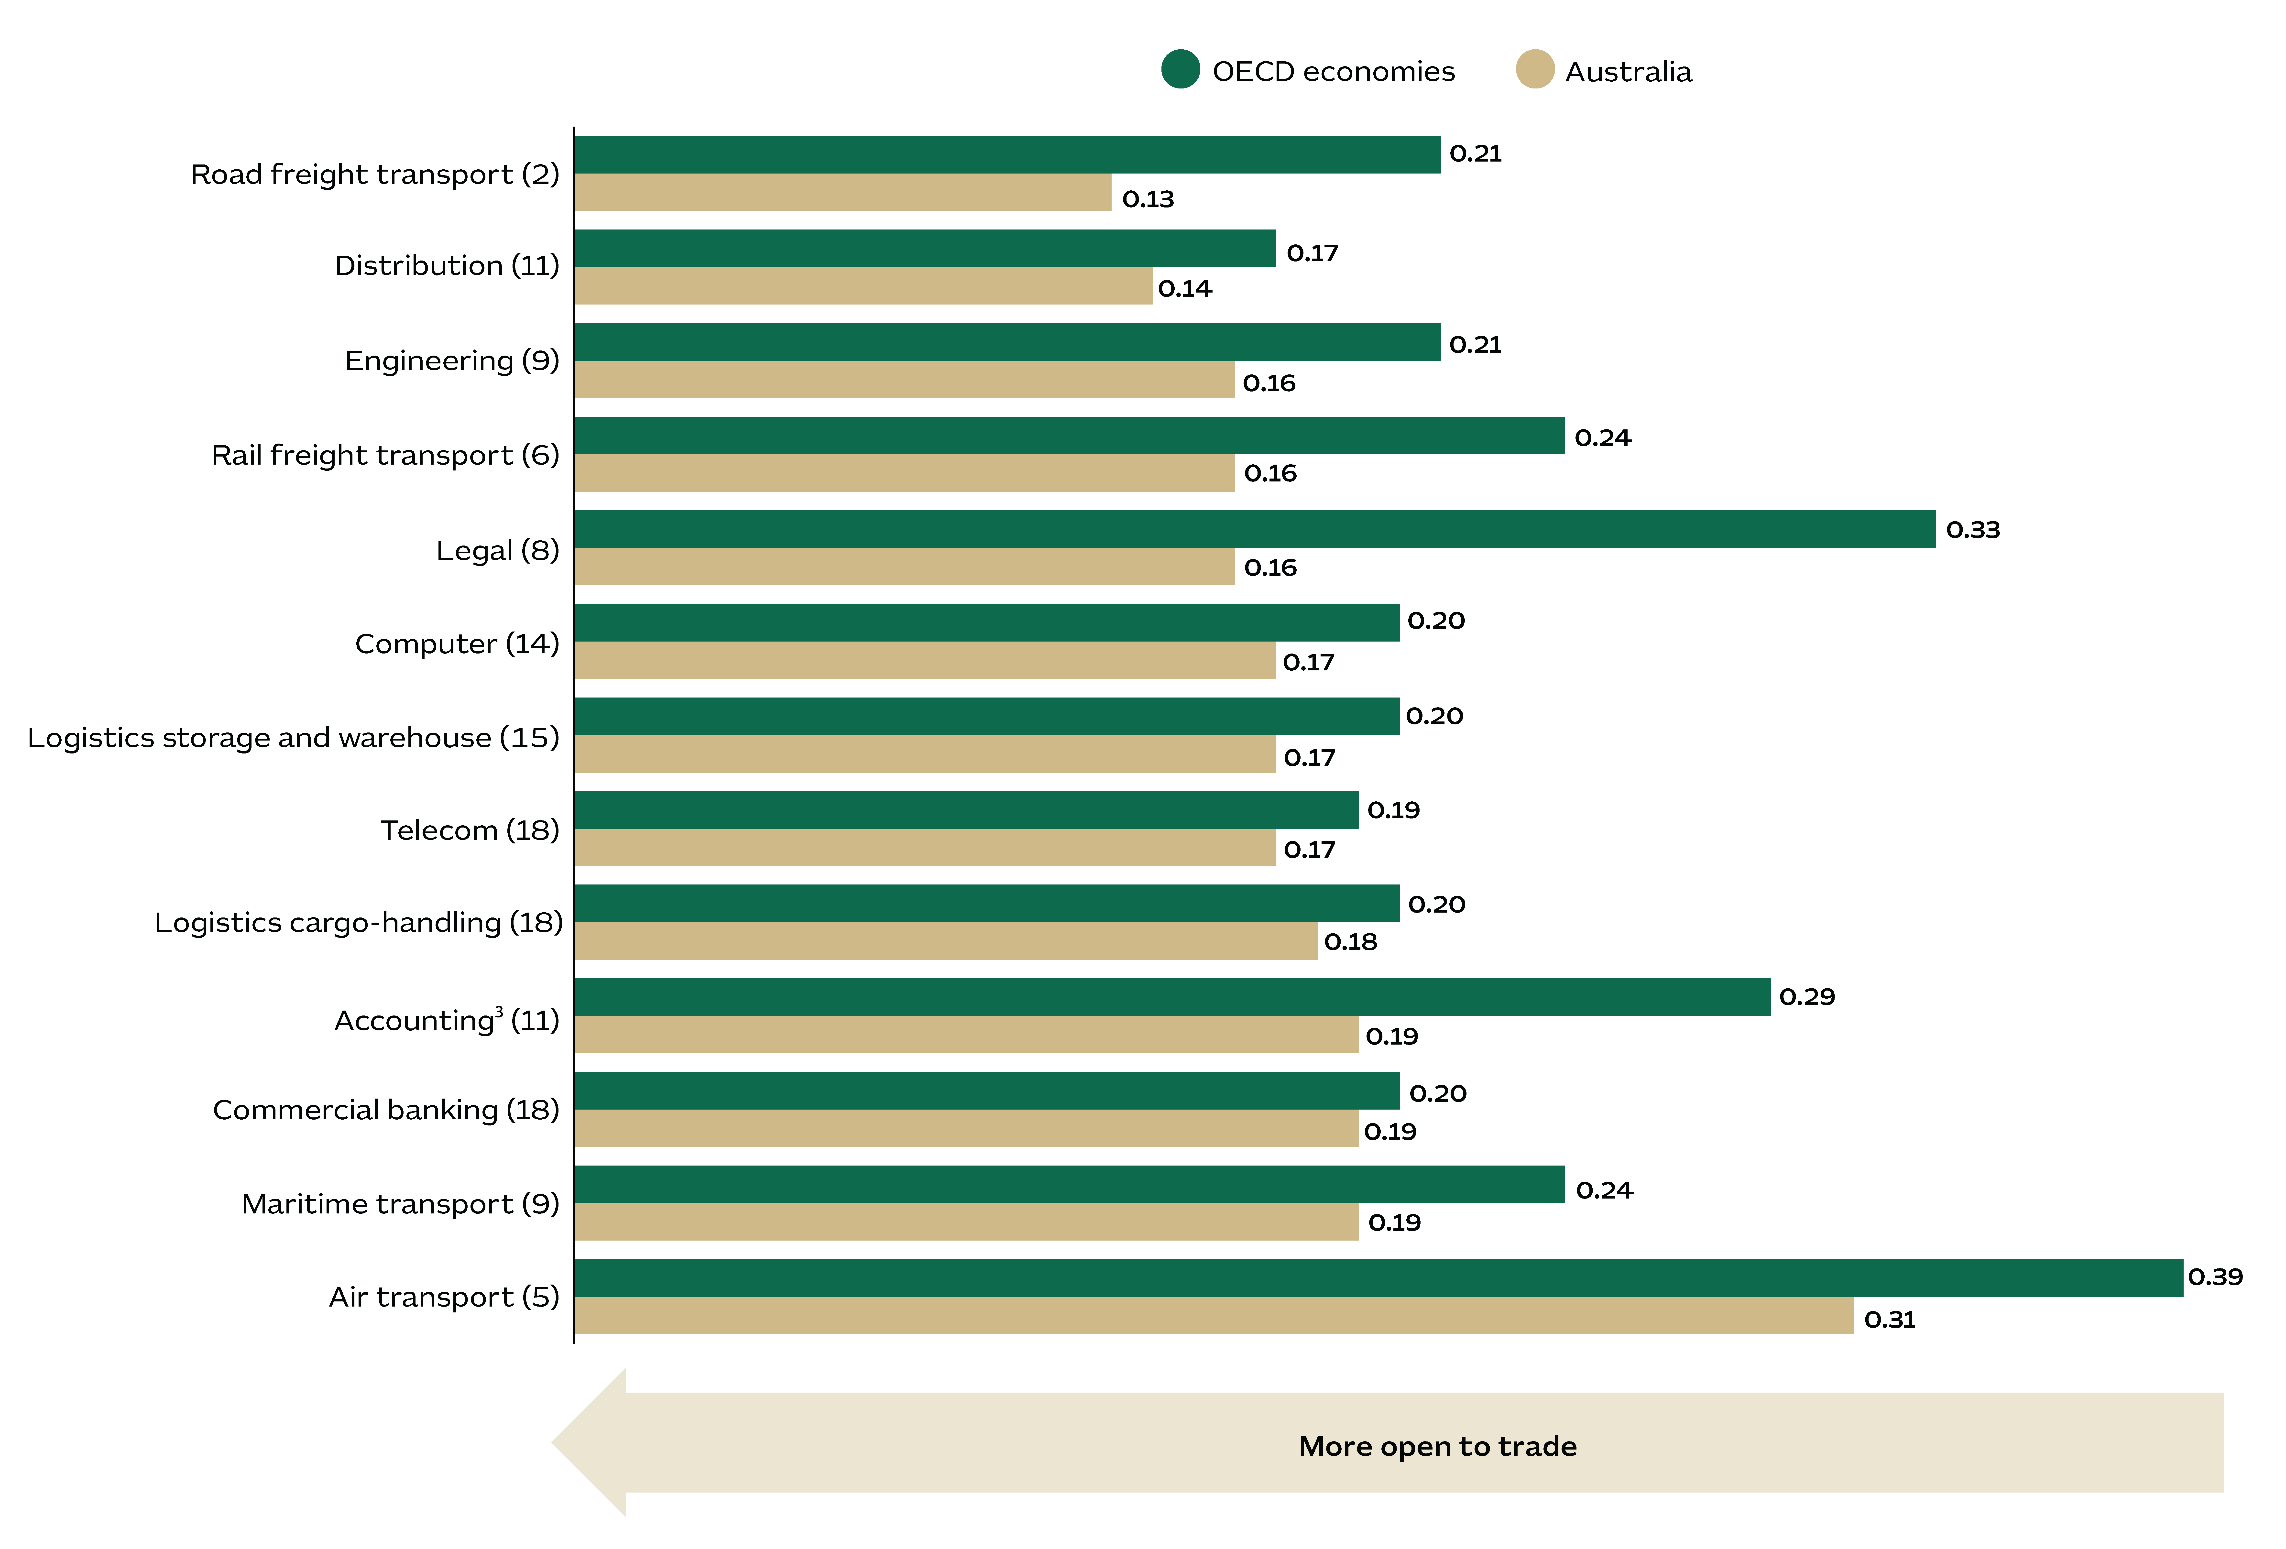 OECD economies
Australia
Road freight transport (2)
0.21
0.13
Distribution (11)
0.17
0.14
Engineering (9)
0.21
0.16
Rail freight transport (6)
0.24
0.16
Legal (8)
0.33
0.16
Computer (14)
0.20
0.17
Logistics storage and warehouse (15)
0.20
0.17
Telecom (18)
0.19
0.17
Logistics cargo-handling (18)
0.20
0.18
Accounting³ (11)
0.29
0.19
Commercial banking (18)
0.20
0.19
Maritime transport (9)
0.24
0.19
Air transport (5)
0.39
0.31
More open to trade